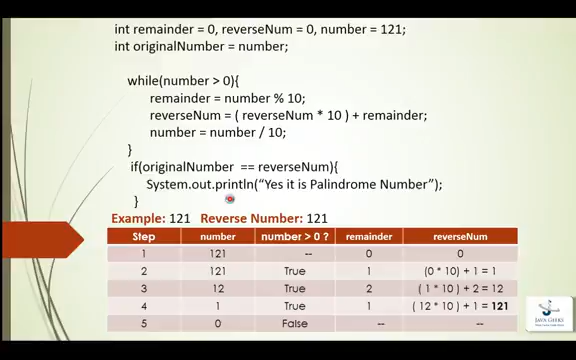 int remainder = 0, reverseNum = 0, number = 121;
int originalNumber = number;
while(number > 0){
remainder = number % 10;
reverseNum = ( reverseNum * 10 ) + remainder;
number = number / 10;
}
if(originalNumber == reverseNum){
System.out.println(“Yes it is Palindrome Number”);
}
Example: 121 Reverse Number: 121
Step number number > 0 ? remainder reverseNum
1 121 -- 0 0
2 121 True 1 (0 * 10) + 1 = 1
3 12 True 2 ( 1 * 10) + 2 = 12
4 1 True 1 ( 12 * 10 ) + 1 = 121
5 0 False -- --
JAVA GEEKS